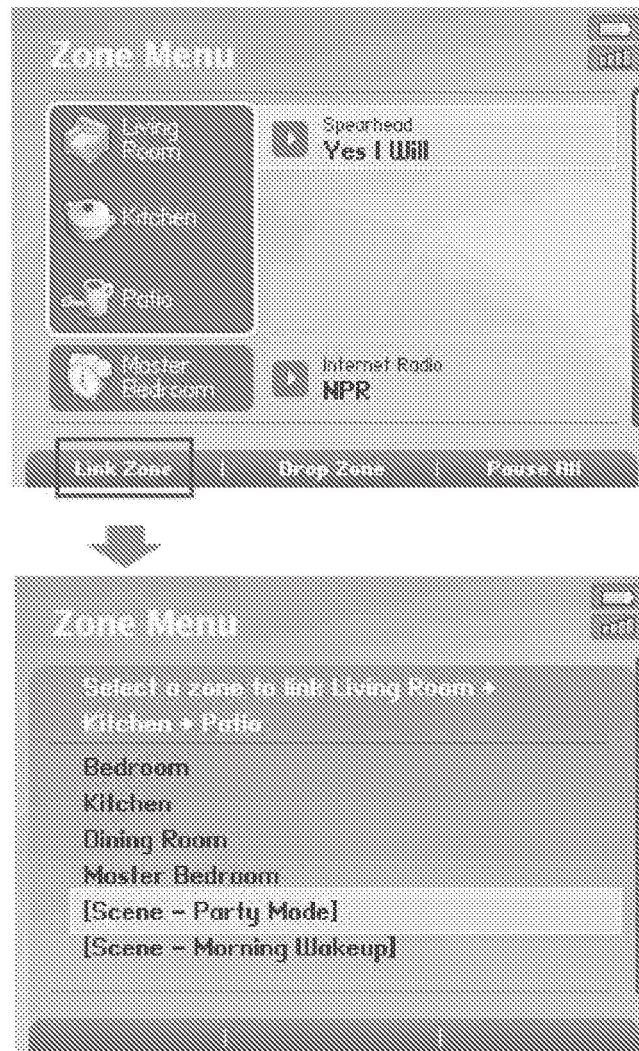 Zone Menu
Living
Room
Spearhead
Yes I Will
Kitchen
Patio
Master
Bedroom
Internet Radio
NPR
Link Zone
Drop Zone
Pause All
Zone Menu
Select a zone to link Living Room +
Kitchen + Patio
Bedroom
Kitchen
Dining Room
Master Bedroom
[Scene – Party Mode]
[Scene – Morning Wakeup]